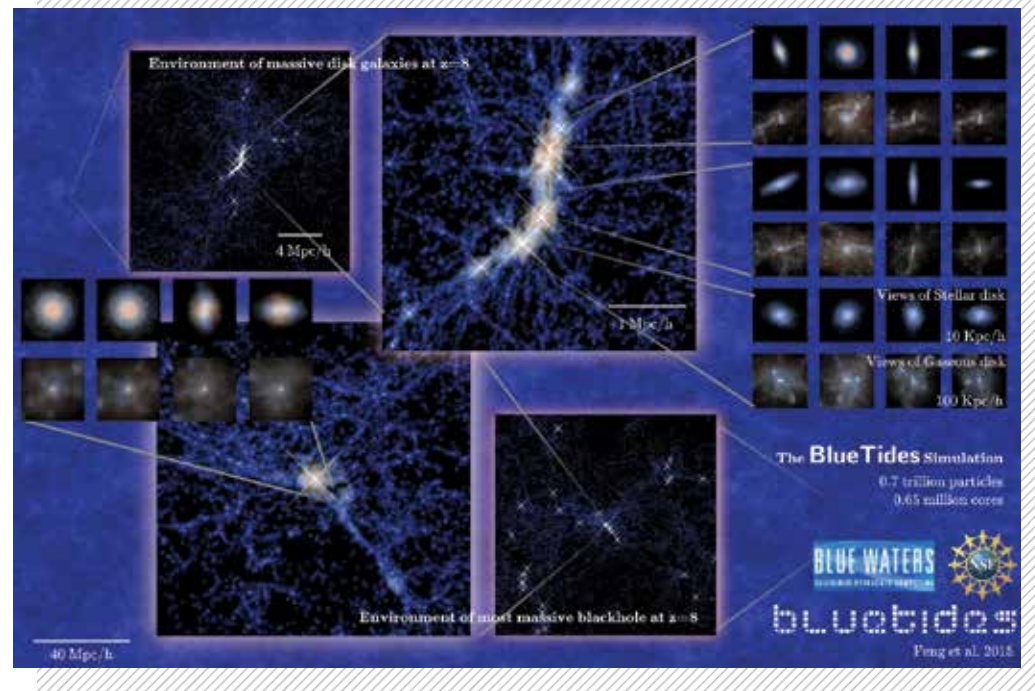 Environment of massive disk galaxies at z=8
4 Mpc/h
1 Mpc/h
Views of Stellar disk
10 Kpc/h
Views of Gaseous disk
100 Kpc/h
The BlueTides Simulation
0.7 trillion particles
0.65 million cores
BLUE WATERS
NSF
Environment of most massive blackhole at z=8
bluetides
40 Mpc/h
Feng et al. 2015